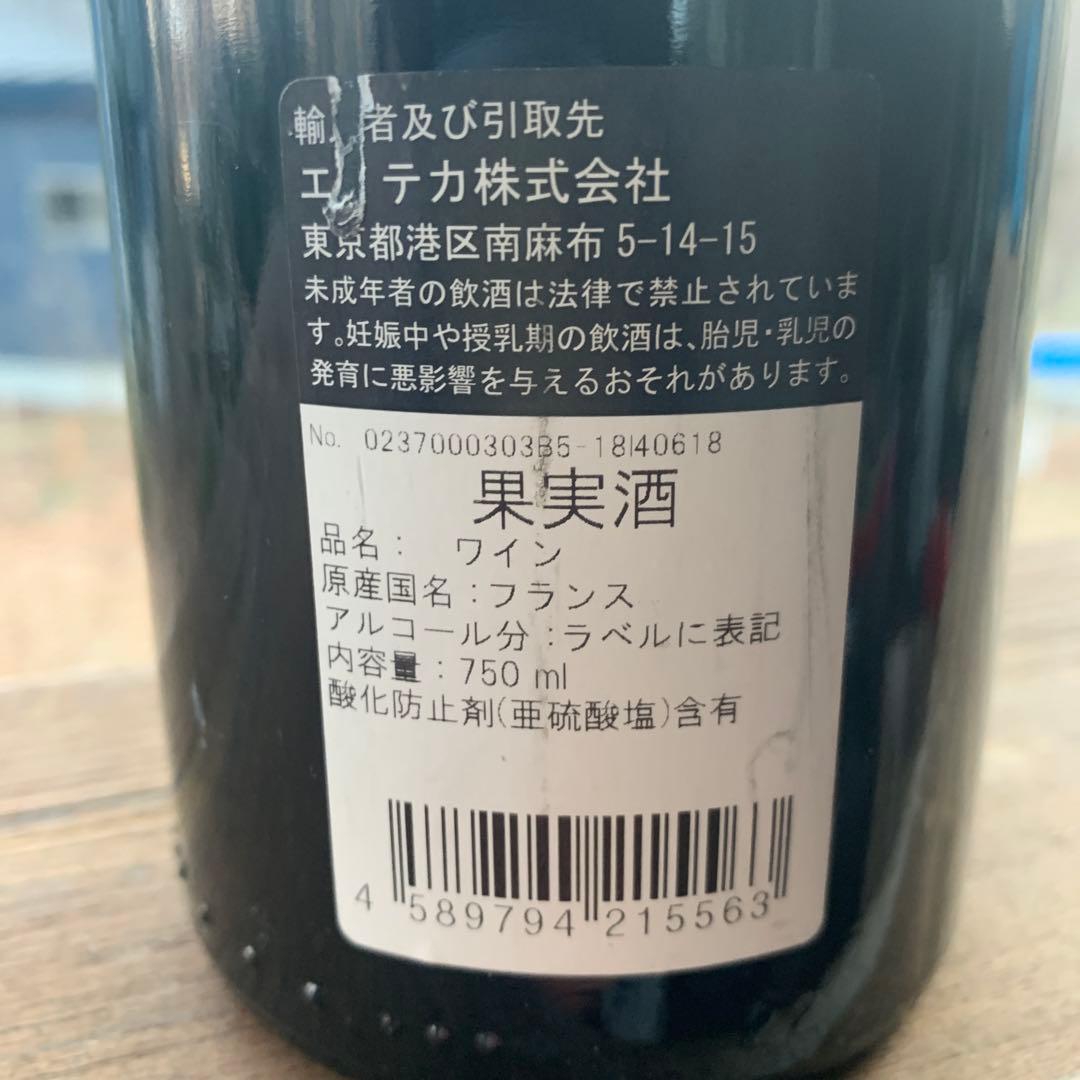 者及び引取先
テカ株式会社
東京都港区南麻布 5-14-15
未成年者の飲酒は法律で禁止されていま
す。妊娠中や授乳期の飲酒は、胎児・乳児の
発育に悪影響を与えるおそれがあります。
No. 0237000303B5-18I40618
果実酒
品名： ワイン
原産国名：フランス
アルコール分：ラベルに表記
内容量：750 ml
酸化防止剤(亜硫酸塩)含有
4 589794 215563